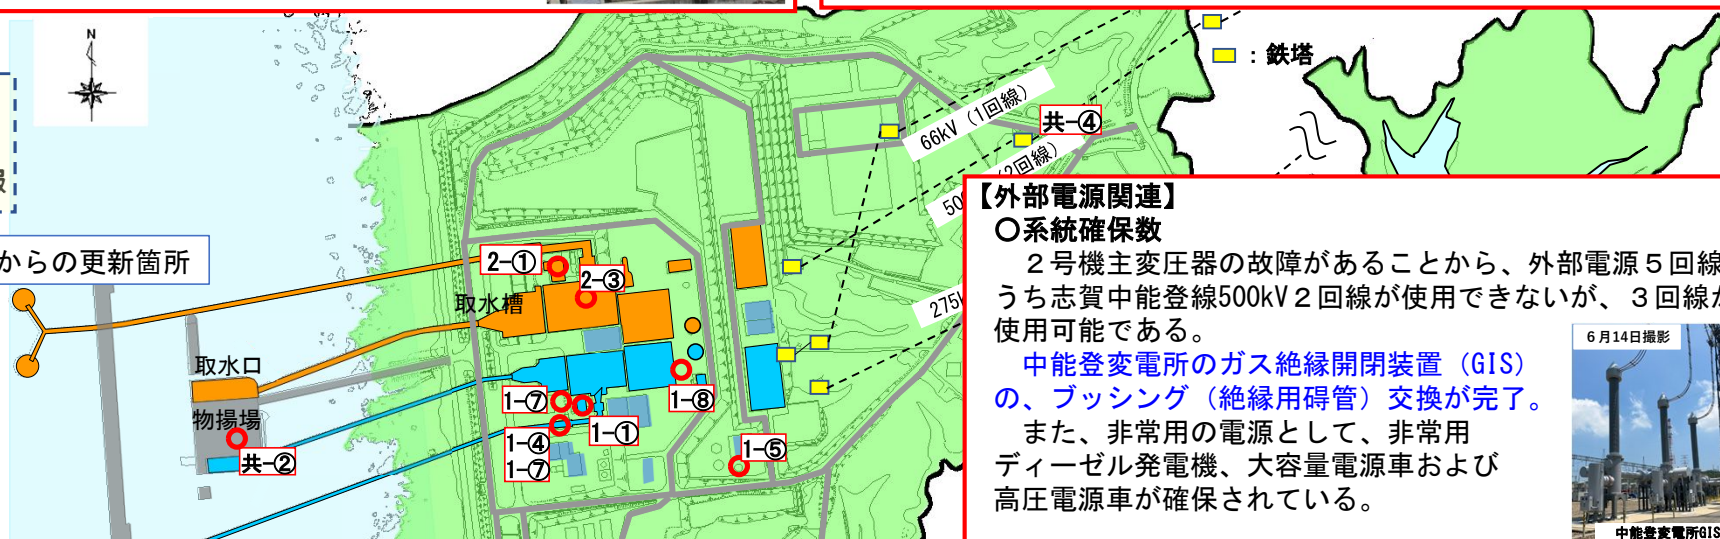 N
：鉄塔
報
からの更新箇所
66kV（1回線）
共-④
500
(2回線）
275k
2-①
2-③
取水槽
取水口
物揚場
共-②
1-⑦
1-④
1-⑦
1-①
1-⑧
1-⑤
【外部電源関連】
〇系統確保数
２号機主変圧器の故障があることから、外部電源５回線
うち志賀中能登線500kV２回線が使用できないが、３回線が
使用可能である。
中能登変電所のガス絶縁開閉装置（GIS）
の、ブッシング（絶縁用碍管）交換が完了。
また、非常用の電源として、非常用
ディーゼル発電機、大容量電源車および
高圧電源車が確保されている。
６月14日撮影
中能登変電所GIS